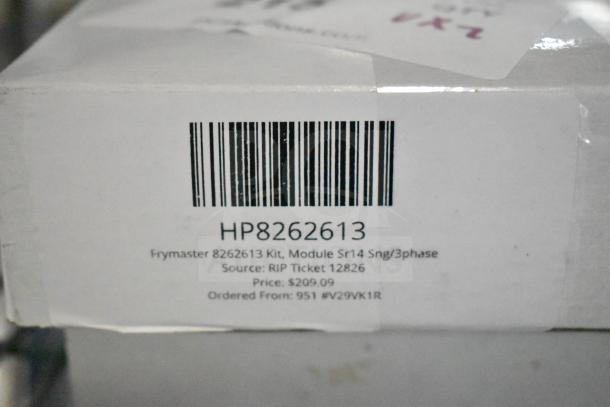 QTY
HP8262613
Frymaster 8262613 Kit, Module Sr14 Sng/3phase
Source: RIP Ticket 12826
Price: $209.09
Ordered From: 951 #V29VK1R